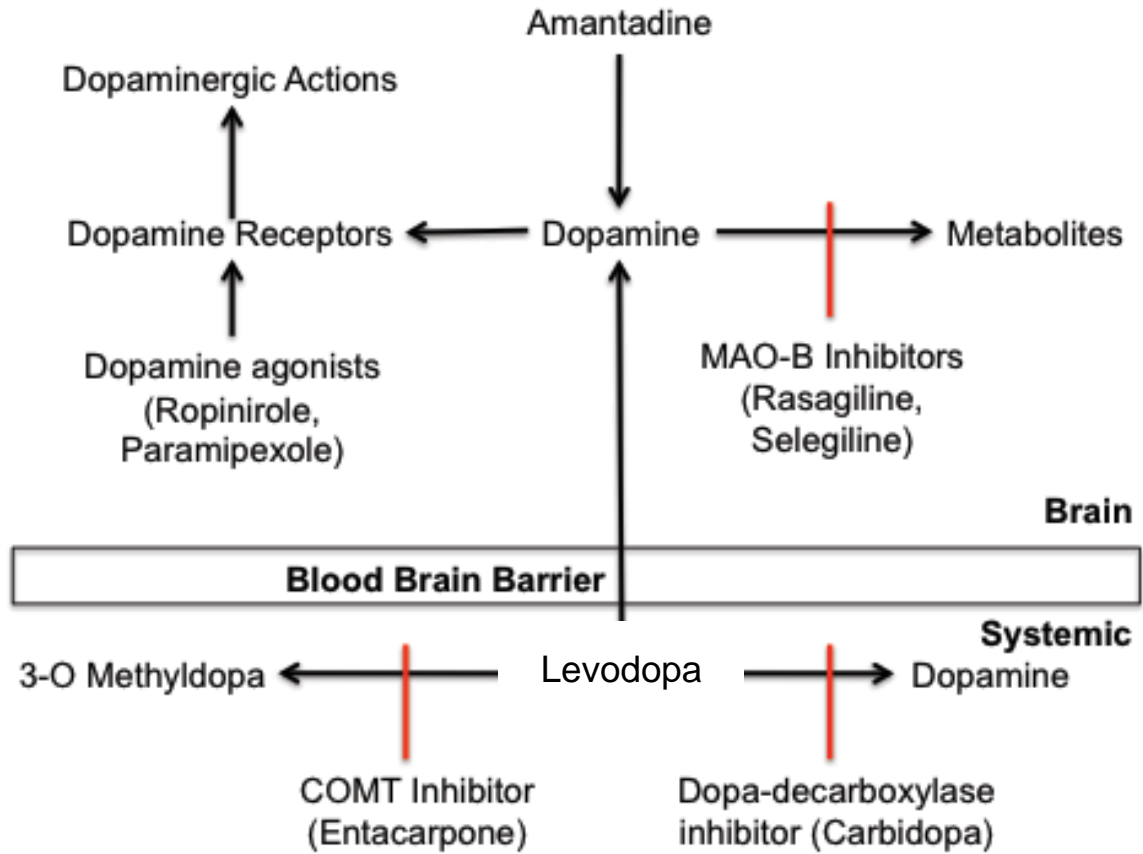 Amantadine
Dopaminergic Actions
Dopamine Receptors
Dopamine
Metabolites
Dopamine agonists
(Ropinirole,
Paramipexole)
MAO-B Inhibitors
(Rasagiline,
Selegiline)
Brain
Blood Brain Barrier
Systemic
3-O Methyldopa
Levodopa
Dopamine
COMT Inhibitor
(Entacarpone)
Dopa-decarboxylase
inhibitor (Carbidopa)